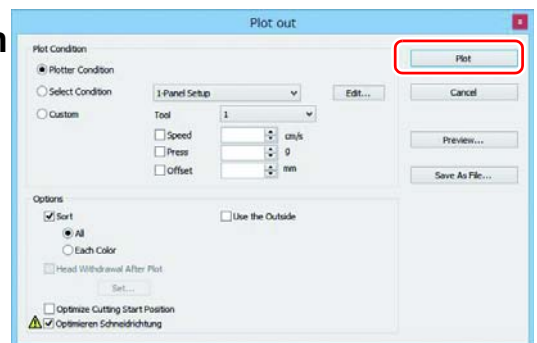 n
Plot out
Plot Condition
Plotter Condition
Select Condition 1-Panel Setup Edit...
Custom Tool 1
Speed cm/s
Press g
Offset mm
Plot
Cancel
Preview...
Save As File...
Options
Sort Use the Outside
All
Each Color
Head Withdrawal After Plot
Set...
Optimize Cutting Start Position
Optimieren Schneidrichtung